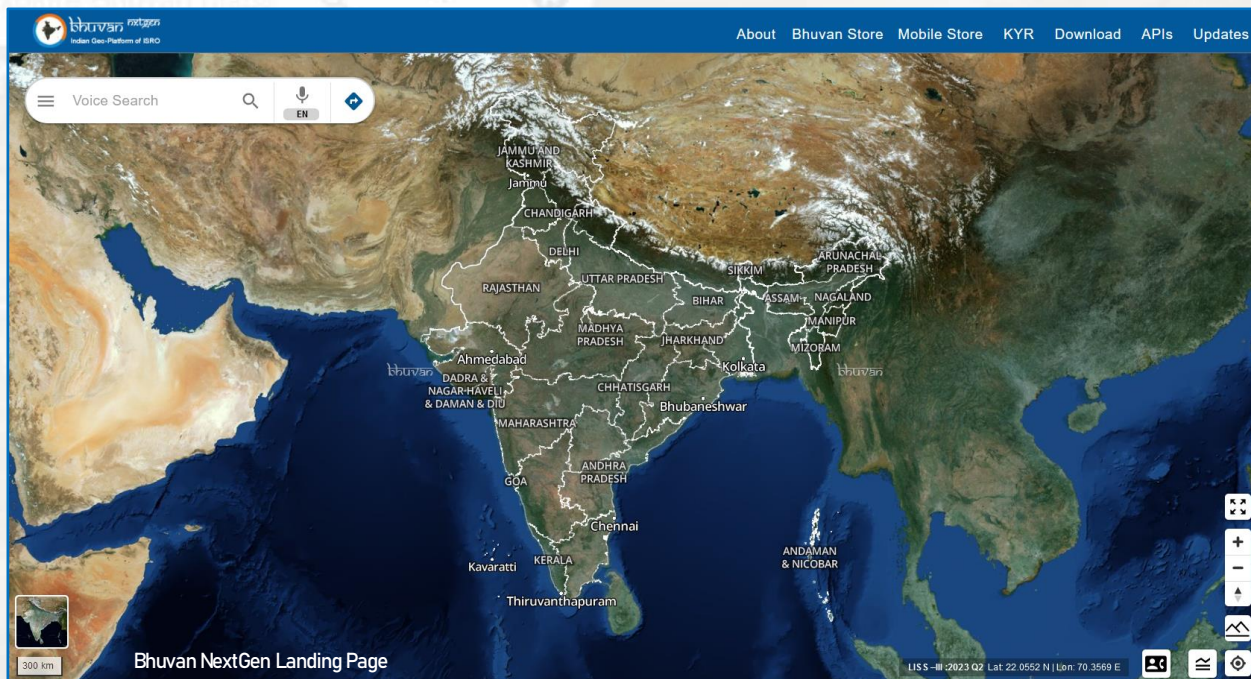 bhuvan nxtgen
Indian Geo-Platform of ISRO
About Bhuvan Store Mobile Store KYR Download APIs Updates
Voice Search
EN
JAMMU AND
KASHMIR
Jammu
CHANDIGARH
DELHI
ARUNACHAL
PRADESH
SIKKIM
UTTAR PRADESH
RAJASTHAN
BIHAR
ASSAM
NAGALAND
MANIPUR
MADHYA
PRADESH
JHARKHAND
MIZORAM
Ahmedabad
Kolkata
bhuvan
bhuvan
DADRA &
NAGAR HAVELI
& DAMAN & DIU
CHHATISGARH
Bhubaneshwar
MAHARASHTRA
ANDHRA
PRADESH
GOA
Chennai
ANDAMAN
& NICOBAR
KERALA
Kavaratti
Thiruvanthapuram
300 km
Bhuvan NextGen Landing Page
LISS –III :2023 Q2 Lat: 22.0552 N | Lon: 70.3569 E